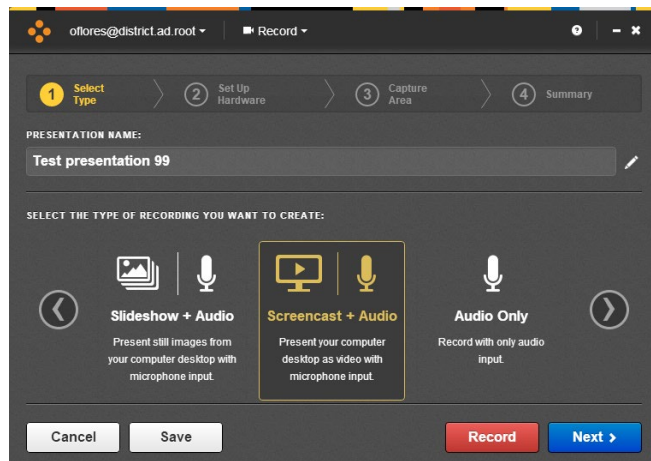 oflores@district.ad.root
Record
1 Select Type
2 Set Up Hardware
3 Capture Area
4 Summary
PRESENTATION NAME:
Test presentation 99
SELECT THE TYPE OF RECORDING YOU WANT TO CREATE:
Slideshow + Audio
Present still images from
your computer desktop with
microphone input.
Screencast + Audio
Present your computer
desktop as video with
microphone input.
Audio Only
Record with only audio
input.
Cancel
Save
Record
Next